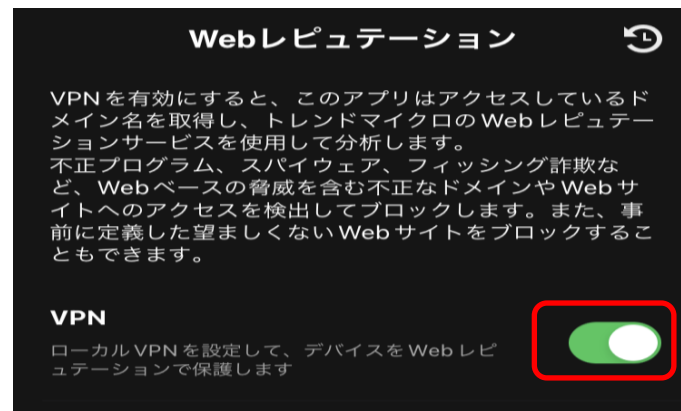 Webレピュテーション
VPNを有効にすると、このアプリはアクセスしているド
メイン名を取得し、トレンドマイクロのWebレピュテー
ションサービスを使用して分析します。
不正プログラム、スパイウェア、フィッシング詐欺な
ど、Webベースの脅威を含む不正なドメインやWebサ
イトへのアクセスを検出してブロックします。また、事
前に定義した望ましくないWebサイトをブロックするこ
ともできます。
VPN
ローカルVPNを設定して、デバイスをWebレピ
ュテーションで保護します